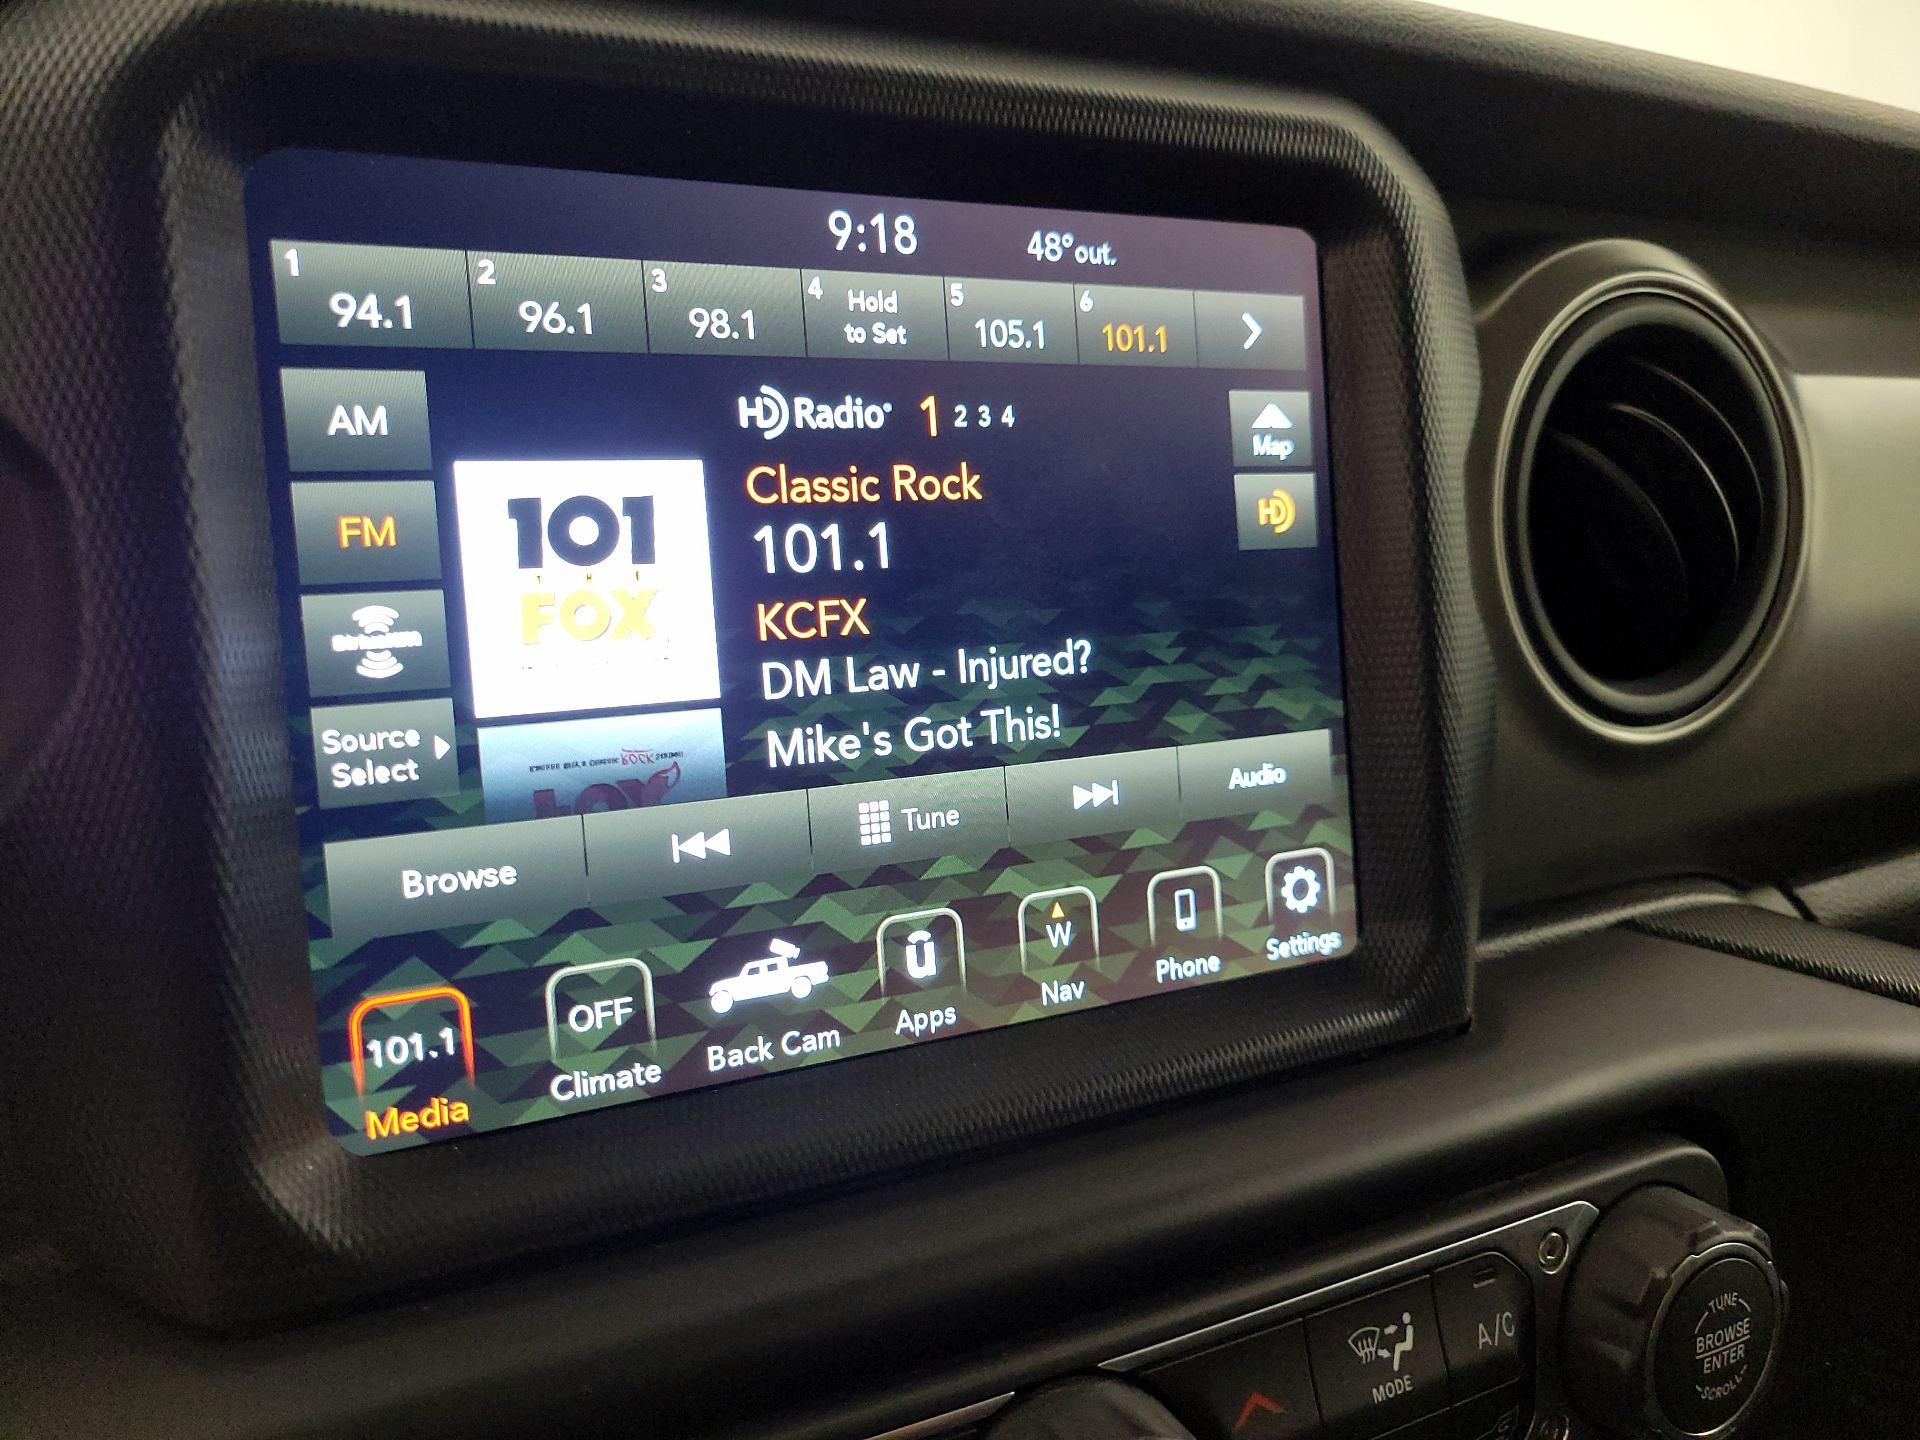 9:18 48°out.
1 94.1 2 96.1 3 98.1 4 Hold to Set 5 105.1 6 101.1
AM
FM
SiriusXM
Source
Select
HD Radio 1 2 3 4
Map
HD
101
THE
FOX
Classic Rock
101.1
KCFX
DM Law - Injured?
Mike's Got This!
Browse Tune Audio
101.1 Media
OFF Climate
Back Cam
ū Apps
W Nav
Phone
Settings
MODE
A/C
TUNE
BROWSE
ENTER
SCROLL